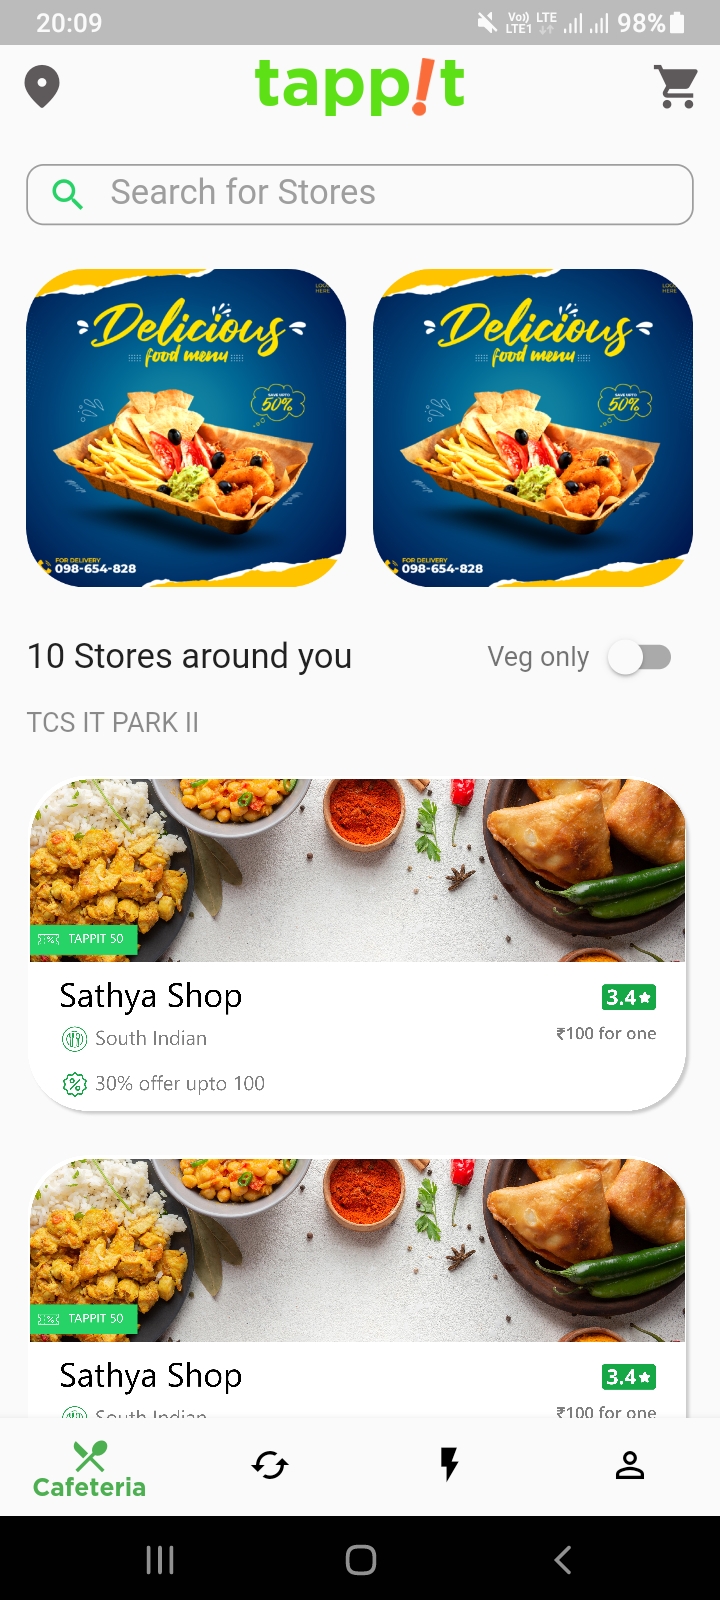 20:09
Vo) LTE
LTE1
98%
tapp!t
Search for Stores
LOGO HERE
Delicious
food menu
SAVE UPTO
50%
FOR DELIVERY
098-654-828
LOGO HERE
Delicious
food menu
SAVE UPTO
50%
FOR DELIVERY
098-654-828
10 Stores around you
Veg only
TCS IT PARK II
TAPPIT 50
Sathya Shop
3.4
South Indian
₹100 for one
30% offer upto 100
TAPPIT 50
Sathya Shop
3.4
South Indian
₹100 for one
Cafeteria